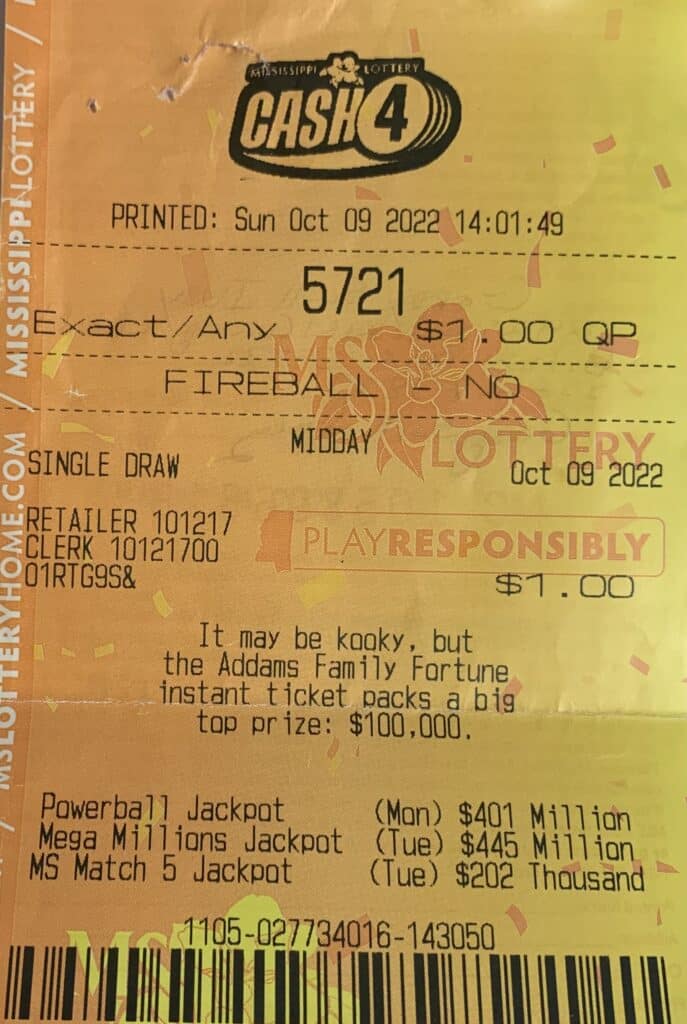 MISSISSIPPI LOTTERY
CASH 4
PRINTED: Sun Oct 09 2022 14:01:49
5721
Exact/Any $1.00 QP
FIREBALL - NO
MIDDAY
SINGLE DRAW Oct 09 2022
MS LOTTERY
RETAILER 101217
CLERK 10121700
01RTG9S& $1.00
PLAYRESPONSIBLY
It may be kooky, but
the Addams Family Fortune
instant ticket packs a big
top prize: $100,000.
Powerball Jackpot (Mon) $401 Million
Mega Millions Jackpot (Tue) $445 Million
MS Match 5 Jackpot (Tue) $202 Thousand
1105-027734016-143050
MS
/ MSLOTTERYHOME.COM / MISSISSIPPI LOTTERY /